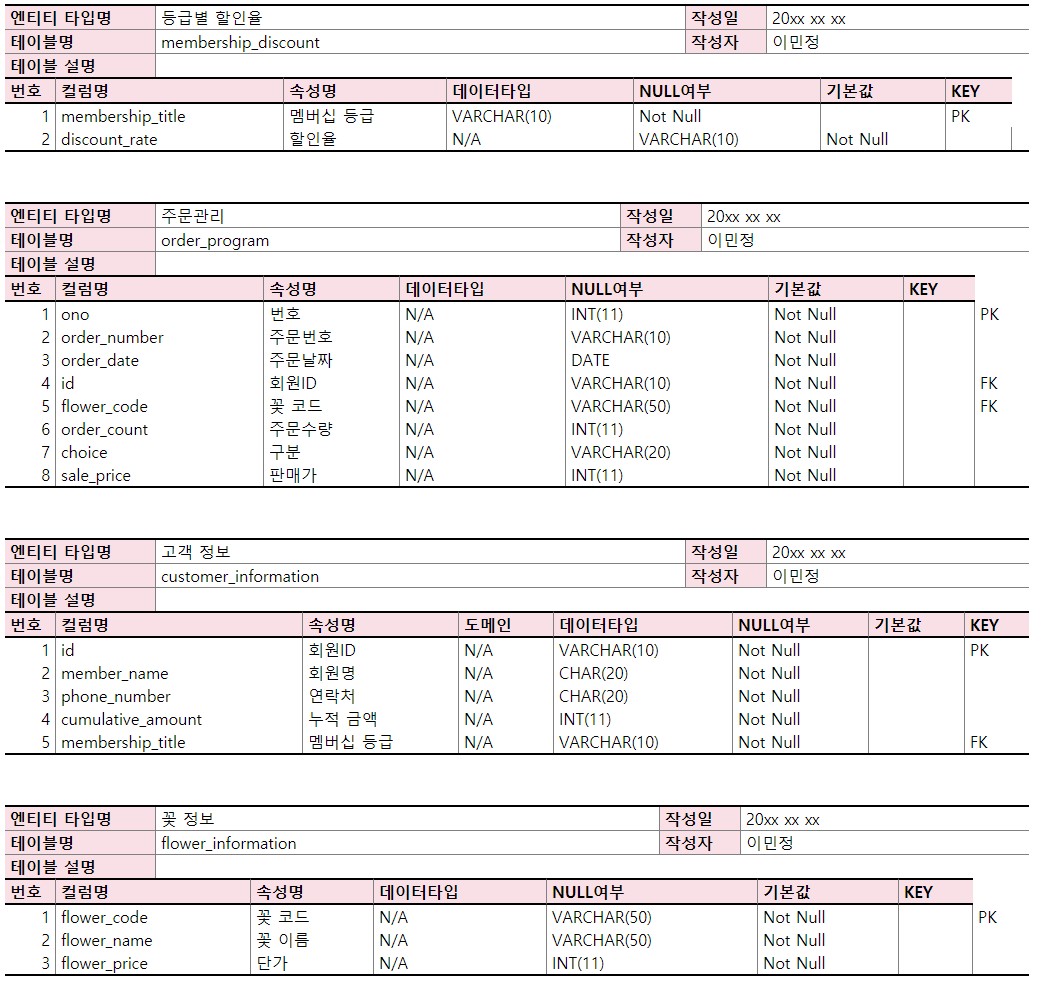 엔티티 타입명 등급별 할인율 작성일 20xx xx xx
테이블명 membership_discount 작성자 이민정
테이블 설명
번호 컬럼명 속성명 데이터타입 NULL여부 기본값 KEY
1 membership_title 멤버십 등급 VARCHAR(10) Not Null PK
2 discount_rate 할인율 N/A VARCHAR(10) Not Null
엔티티 타입명 주문관리 작성일 20xx xx xx
테이블명 order_program 작성자 이민정
테이블 설명
번호 컬럼명 속성명 데이터타입 NULL여부 기본값 KEY
1 ono 번호 N/A INT(11) Not Null PK
2 order_number 주문번호 N/A VARCHAR(10) Not Null
3 order_date 주문날짜 N/A DATE Not Null
4 id 회원ID N/A VARCHAR(10) Not Null FK
5 flower_code 꽃 코드 N/A VARCHAR(50) Not Null FK
6 order_count 주문수량 N/A INT(11) Not Null
7 choice 구분 N/A VARCHAR(20) Not Null
8 sale_price 판매가 N/A INT(11) Not Null
엔티티 타입명 고객 정보 작성일 20xx xx xx
테이블명 customer_information 작성자 이민정
테이블 설명
번호 컬럼명 속성명 도메인 데이터타입 NULL여부 기본값 KEY
1 id 회원ID N/A VARCHAR(10) Not Null PK
2 member_name 회원명 N/A CHAR(20) Not Null
3 phone_number 연락처 N/A CHAR(20) Not Null
4 cumulative_amount 누적 금액 N/A INT(11) Not Null
5 membership_title 멤버십 등급 N/A VARCHAR(10) Not Null FK
엔티티 타입명 꽃 정보 작성일 20xx xx xx
테이블명 flower_information 작성자 이민정
테이블 설명
번호 컬럼명 속성명 데이터타입 NULL여부 기본값 KEY
1 flower_code 꽃 코드 N/A VARCHAR(50) Not Null PK
2 flower_name 꽃 이름 N/A VARCHAR(50) Not Null
3 flower_price 단가 N/A INT(11) Not Null